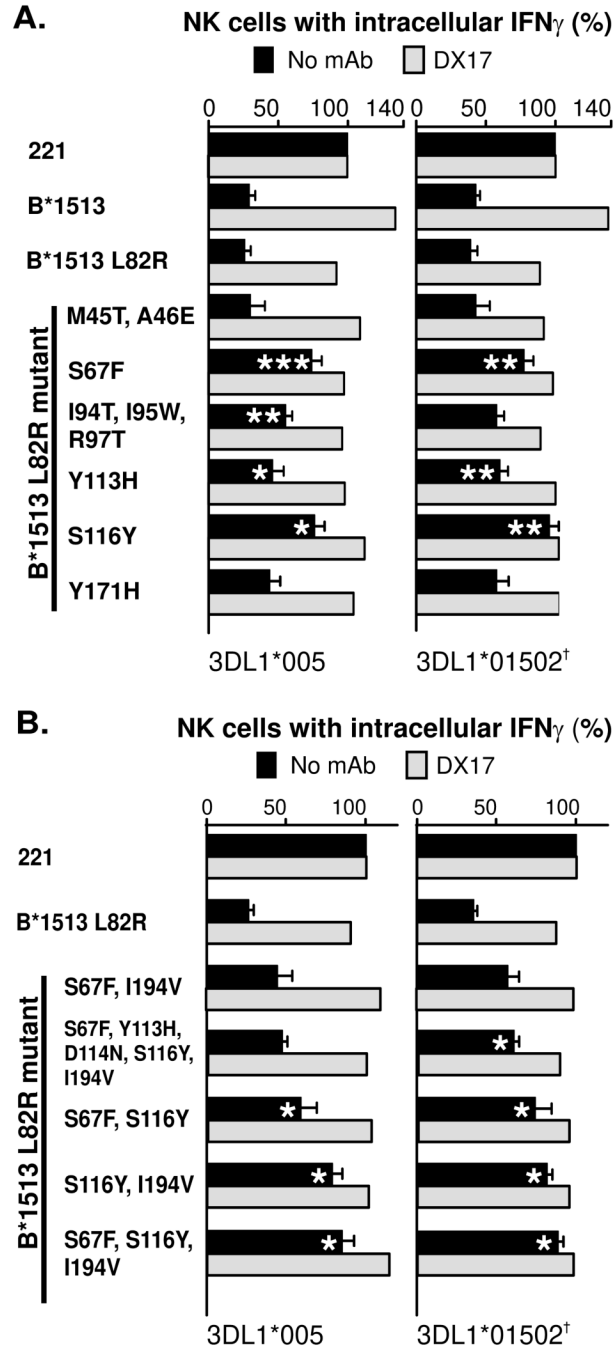 A.
NK cells with intracellular IFNγ (%)
No mAb DX17
0 50 100 140 0 50 100 140
221
B*1513
B*1513 L82R
M45T, A46E
S67F ★★★ ★★
I94T, I95W,
R97T ★★
Y113H ★ ★★
S116Y ★ ★★
Y171H
B*1513 L82R mutant
3DL1*005 3DL1*01502†
B.
NK cells with intracellular IFNγ (%)
No mAb DX17
0 50 100 0 50 100
221
B*1513 L82R
S67F, I194V
S67F, Y113H,
D114N, S116Y, ★
I194V
S67F, S116Y ★ ★
S116Y, I194V ★ ★
S67F, S116Y, ★ ★
I194V
B*1513 L82R mutant
3DL1*005 3DL1*01502†